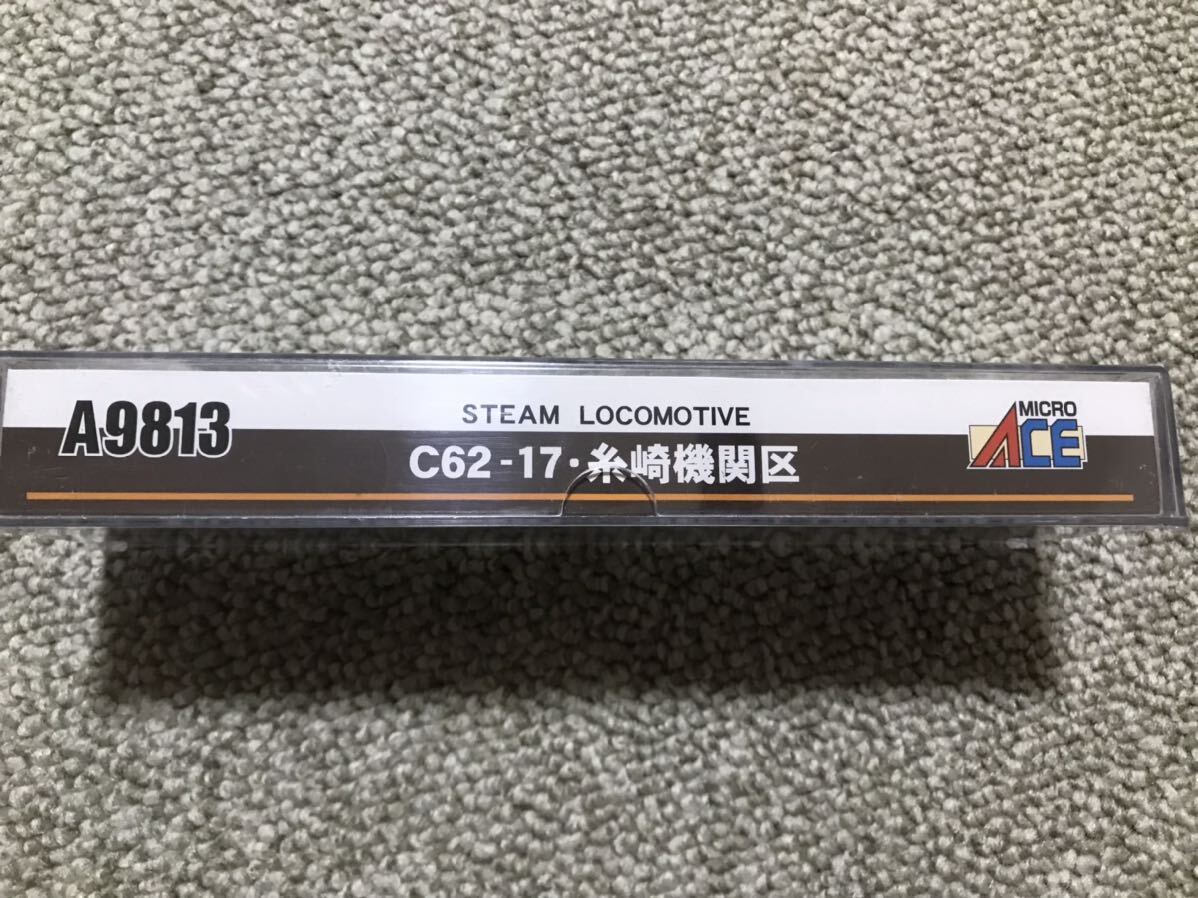 A9813
STEAM LOCOMOTIVE
C62-17・糸崎機関区
MICRO
ACE